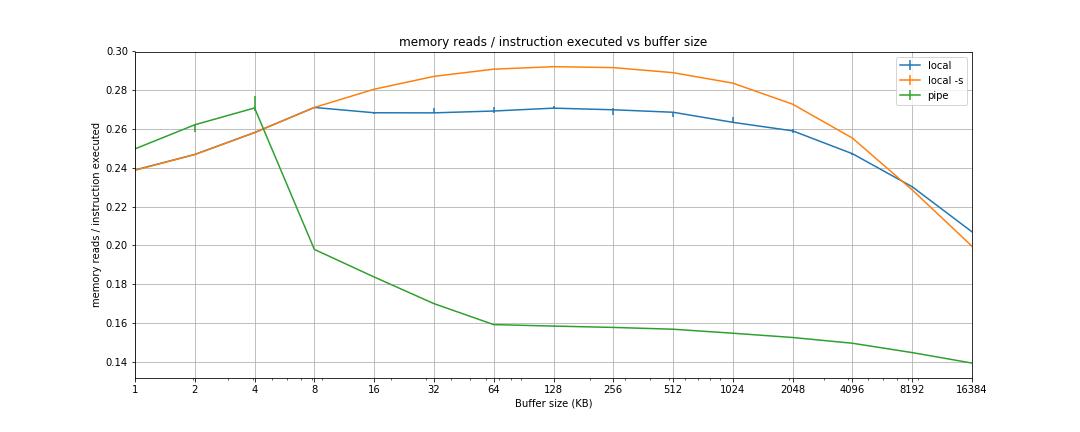 memory reads / instruction executed vs buffer size
memory reads / instruction executed
0.30
0.28
0.26
0.24
0.22
0.20
0.18
0.16
0.14
local
local -s
pipe
1 2 4 8 16 32 64 128 256 512 1024 2048 4096 8192 16384
Buffer size (KB)